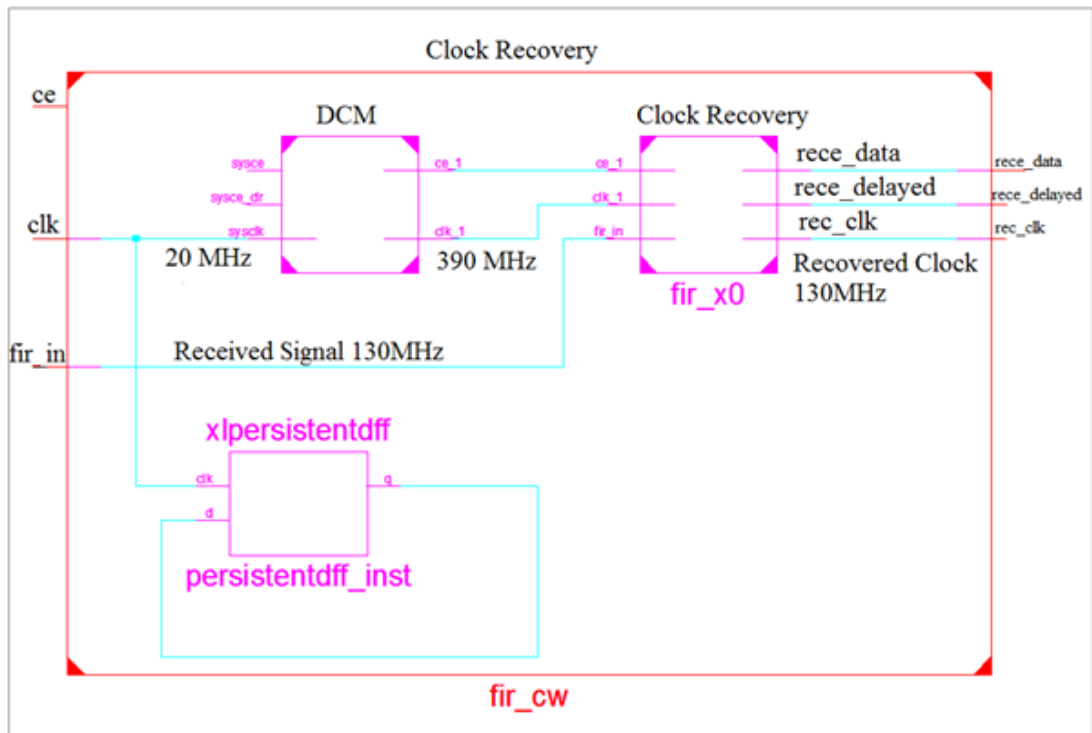 Clock Recovery
ce
DCM
Clock Recovery
sysce
ce_1
ce_1
rece_data
rece_data
sysce_clr
clk_1
rece_delayed
rece_delayed
clk
sysclk
clk_1
fir_in
rec_clk
rec_clk
20 MHz
390 MHz
Recovered Clock
130MHz
fir_x0
fir_in
Received Signal 130MHz
xlpersistentdff
clk
q
d
persistentdff_inst
fir_cw